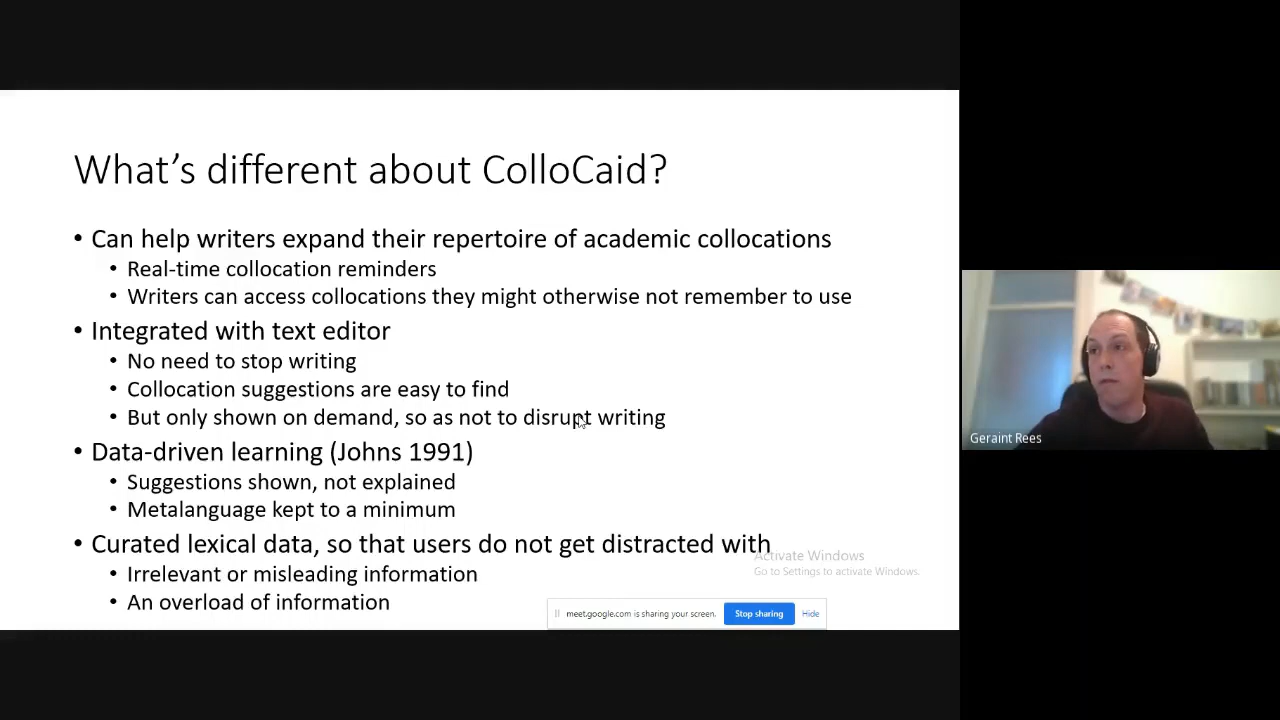 What's different about ColloCaid?
• Can help writers expand their repertoire of academic collocations
• Real-time collocation reminders
• Writers can access collocations they might otherwise not remember to use
• Integrated with text editor
• No need to stop writing
• Collocation suggestions are easy to find
• But only shown on demand, so as not to disrupt writing
• Data-driven learning (Johns 1991)
• Suggestions shown, not explained
• Metalanguage kept to a minimum
• Curated lexical data, so that users do not get distracted with
• Irrelevant or misleading information
• An overload of information
Activate Windows
Go to Settings to activate Windows.
meet.google.com is sharing your screen.
Stop sharing
Hide
Geraint Rees